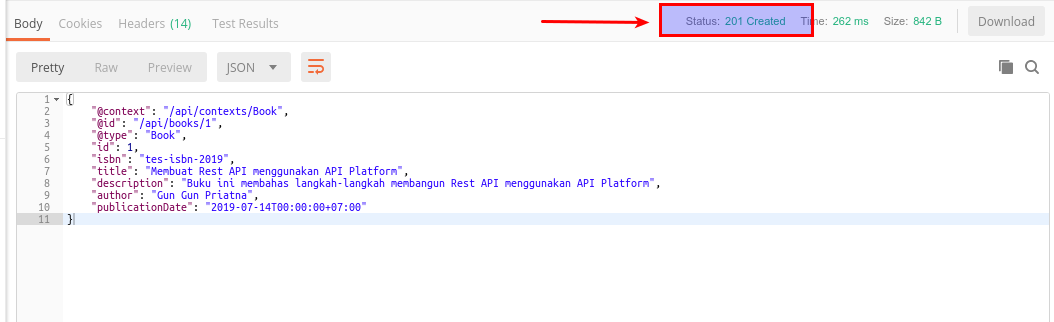 Body Cookies Headers (14) Test Results Status: 201 Created Time: 262 ms Size: 842 B Download
Pretty Raw Preview JSON
1 {
2 "@context": "/api/contexts/Book",
3 "@id": "/api/books/1",
4 "@type": "Book",
5 "id": 1,
6 "isbn": "tes-isbn-2019",
7 "title": "Membuat Rest API menggunakan API Platform",
8 "description": "Buku ini membahas langkah-langkah membangun Rest API menggunakan API Platform",
9 "author": "Gun Gun Priatna",
10 "publicationDate": "2019-07-14T00:00:00+07:00"
11 }